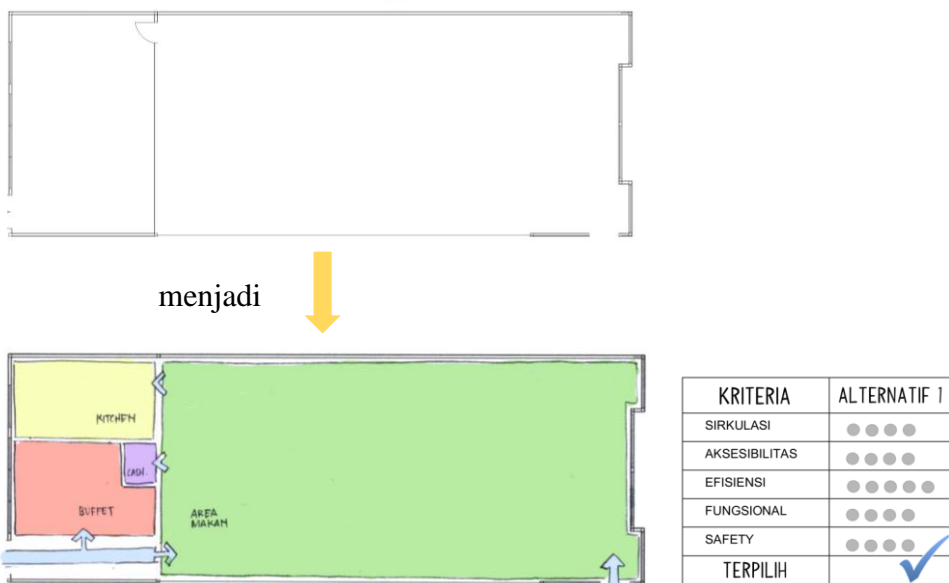 menjadi
KITCHEN
CASH.
BUFFET
AREA
MAKAN
KRITERIA ALTERNATIF 1
SIRKULASI
AKSESIBILITAS
EFISIENSI
FUNGSIONAL
SAFETY
TERPILIH